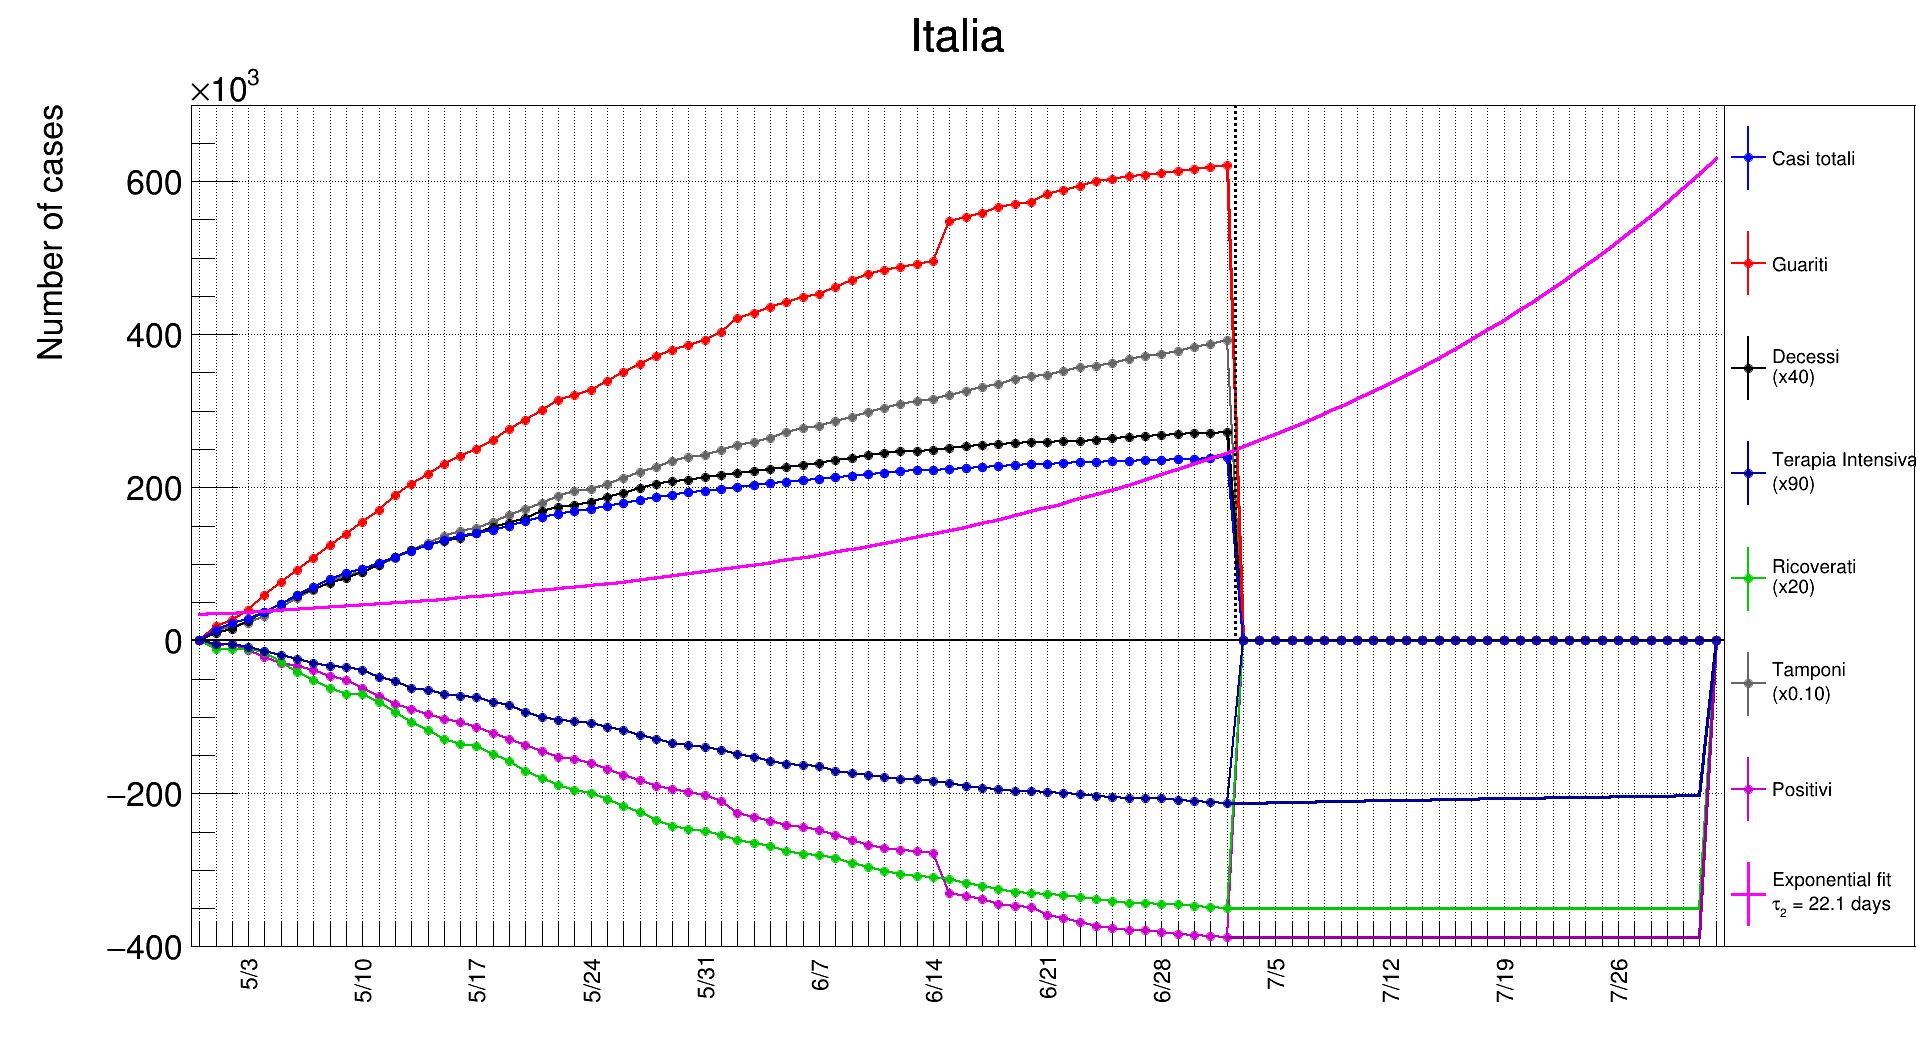 Italia
×10³
Number of cases
600
400
200
0
−200
−400
5/3
5/10
5/17
5/24
5/31
6/7
6/14
6/21
6/28
7/5
7/12
7/19
7/26
Casi totali
Guariti
Decessi
(x40)
Terapia Intensiva
(x90)
Ricoverati
(x20)
Tamponi
(x0.10)
Positivi
Exponential fit
τ₂ = 22.1 days